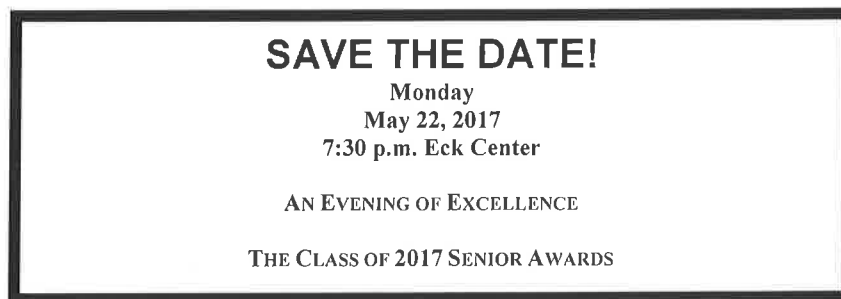 SAVE THE DATE!
Monday
May 22, 2017
7:30 p.m. Eck Center
AN EVENING OF EXCELLENCE
THE CLASS OF 2017 SENIOR AWARDS